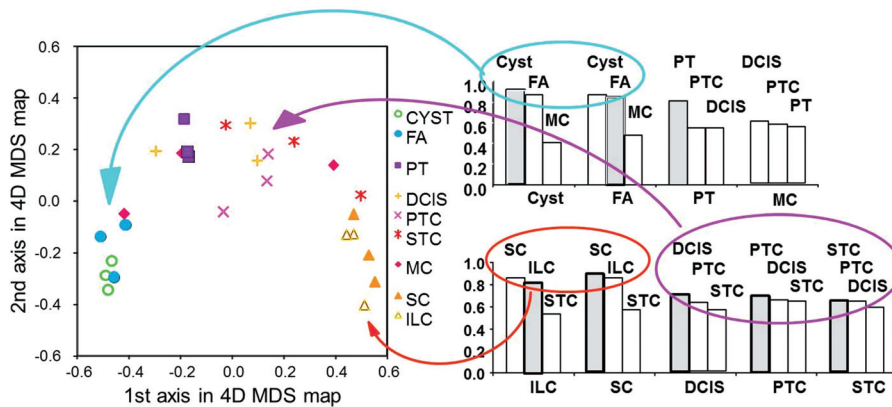 0.6
0.4
0.2
0.0
-0.2
-0.4
-0.6
-0.6 -0.4 -0.2 0.0 0.2 0.4 0.6
2nd axis in 4D MDS map
1st axis in 4D MDS map
CYST
FA
PT
DCIS
PTC
STC
MC
SC
ILC
Cyst Cyst PT DCIS
FA FA PTC PTC
MC MC DCIS PT
1.0
0.8
0.6
0.4
0.2
0.0
Cyst FA PT MC
SC SC DCIS PTC STC
ILC ILC PTC DCIS PTC
STC STC STC STC DCIS
1.0
0.8
0.6
0.4
0.2
0.0
ILC SC DCIS PTC STC